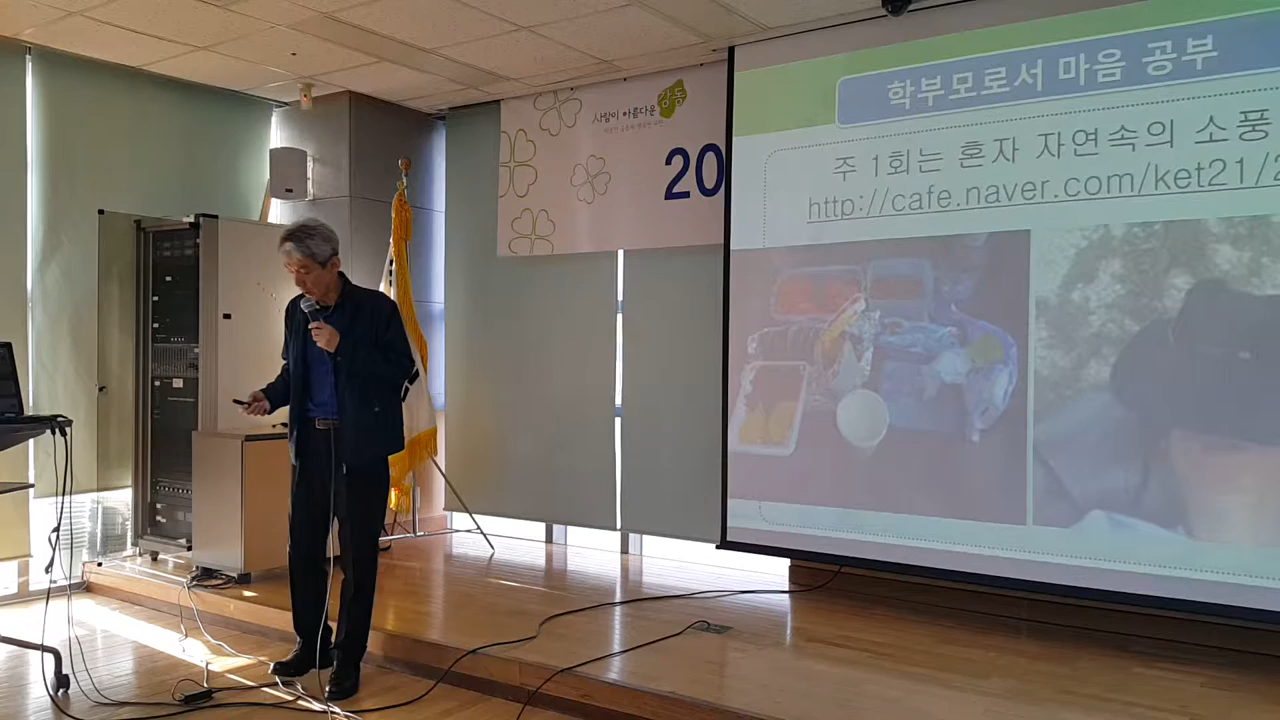 사람이 아름다운 강동
20
학부모로서 마음 공부
주 1회는 혼자 자연속의 소풍
http://cafe.naver.com/ket21/2